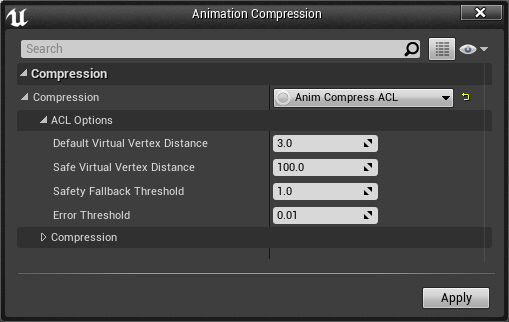 Animation Compression
Search
Compression
Compression
Anim Compress ACL
ACL Options
Default Virtual Vertex Distance
3.0
Safe Virtual Vertex Distance
100.0
Safety Fallback Threshold
1.0
Error Threshold
0.01
Compression
Apply